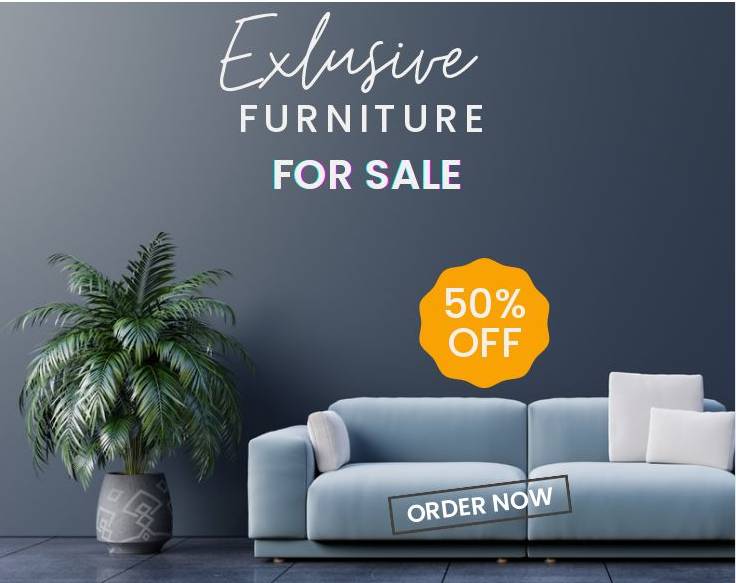 Exlusive
FURNITURE
FOR SALE
50%
OFF
ORDER NOW